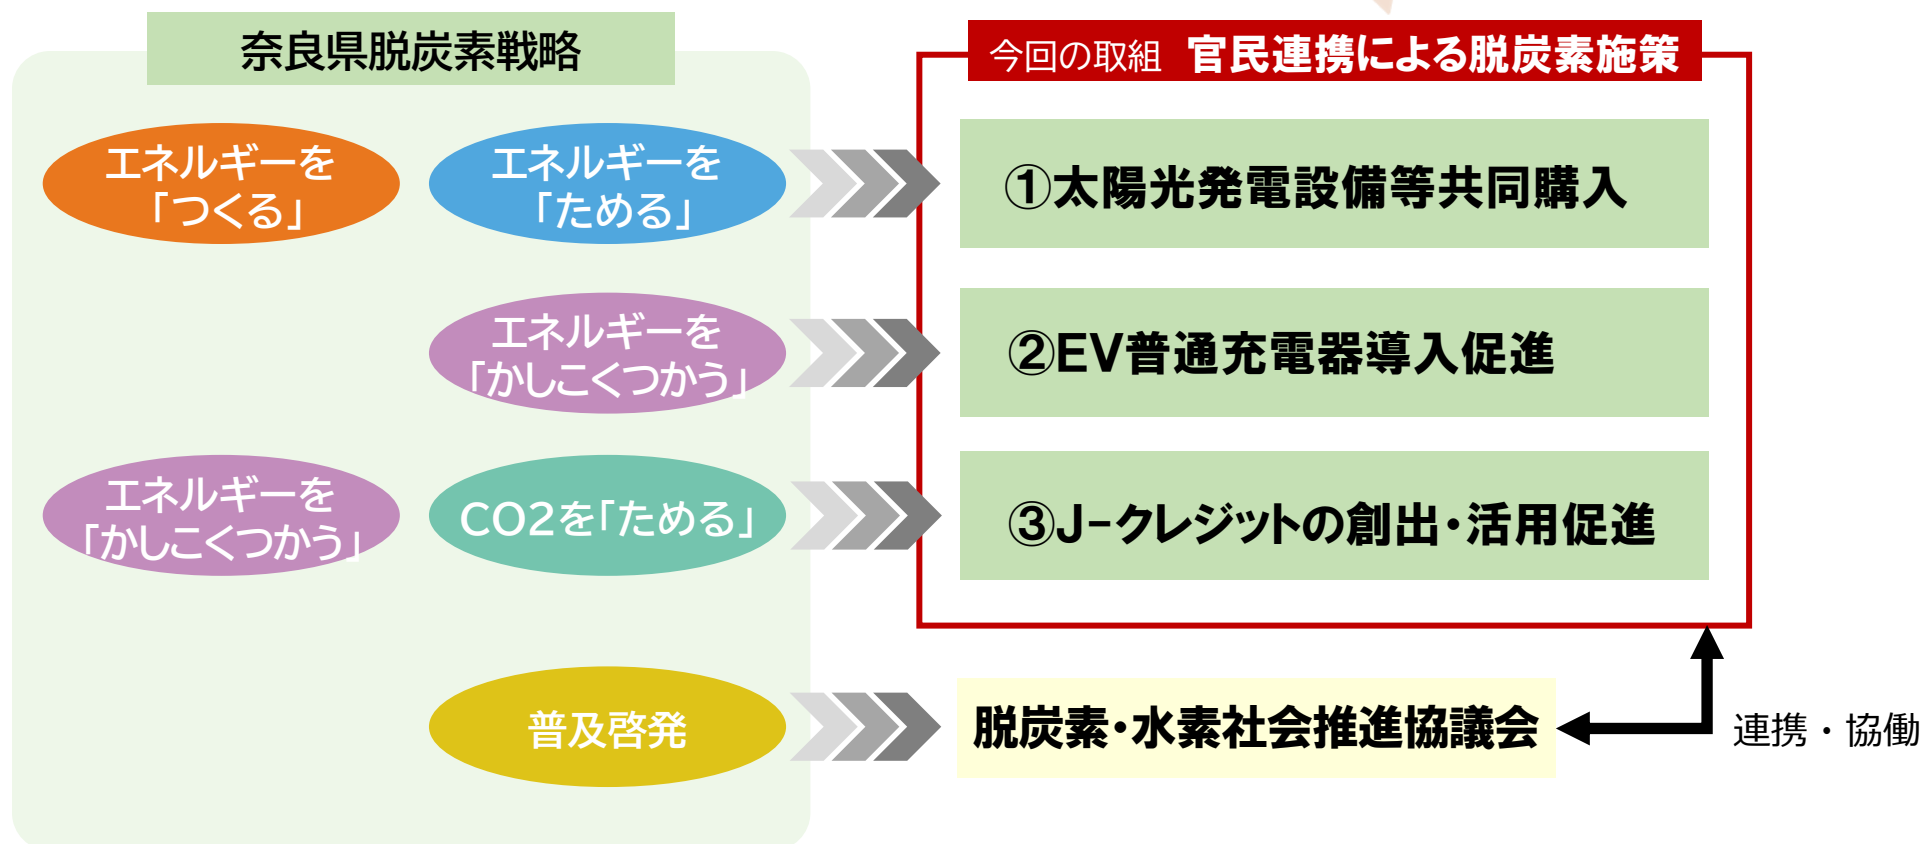 奈良県脱炭素戦略
エネルギーを
「つくる」
エネルギーを
「ためる」
エネルギーを
「かしこくつかう」
エネルギーを
「かしこくつかう」
CO2を「ためる」
普及啓発
今回の取組 官民連携による脱炭素施策
①太陽光発電設備等共同購入
②EV普通充電器導入促進
③J-クレジットの創出・活用促進
脱炭素・水素社会推進協議会
連携・協働